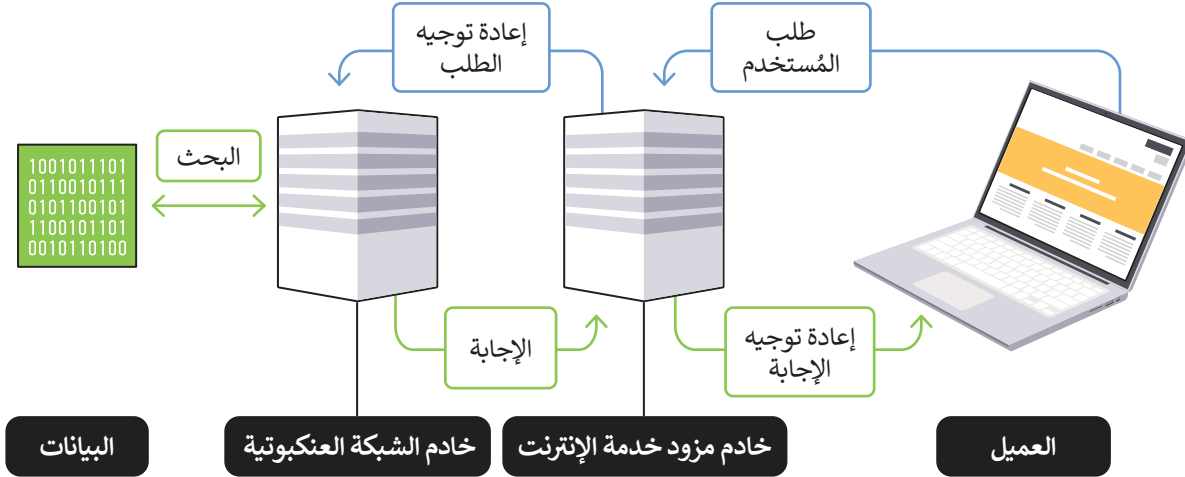 طلب
المُستخدم
إعادة توجيه
الطلب
البحث
1001011101
0110010111
0101100101
1100101101
0010110100
الإجابة
إعادة توجيه
الإجابة
العميل
خادم مزود خدمة الإنترنت
خادم الشبكة العنكبوتية
البيانات